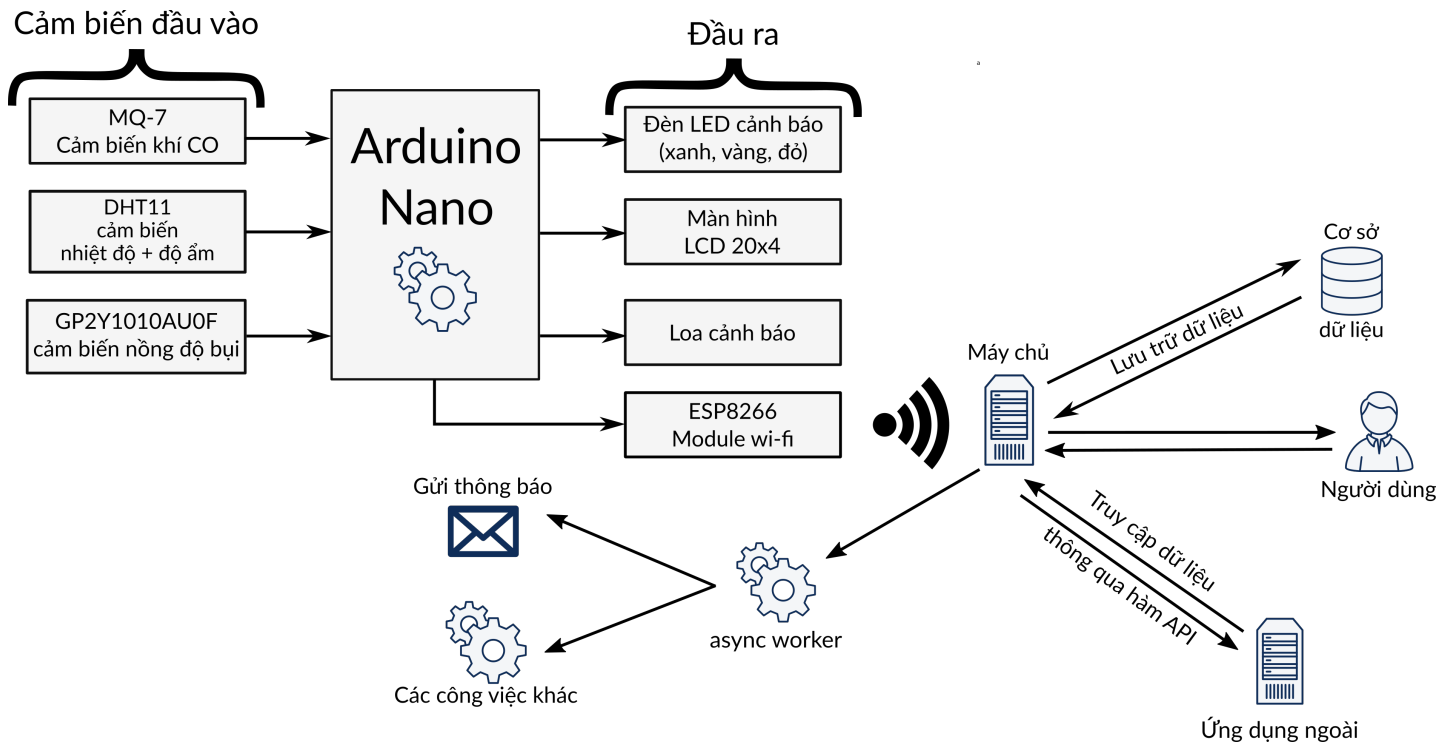 Cảm biến đầu vào
MQ-7
Cảm biến khí CO
DHT11
cảm biến
nhiệt độ + độ ẩm
GP2Y1010AU0F
cảm biến nồng độ bụi
Arduino
Nano
Đầu ra
Đèn LED cảnh báo
(xanh, vàng, đỏ)
Màn hình
LCD 20x4
Loa cảnh báo
ESP8266
Module wi-fi
a
Máy chủ
Cơ sở
dữ liệu
Lưu trữ dữ liệu
Người dùng
Truy cập dữ liệu
thông qua hàm API
Ứng dụng ngoài
async worker
Gửi thông báo
Các công việc khác